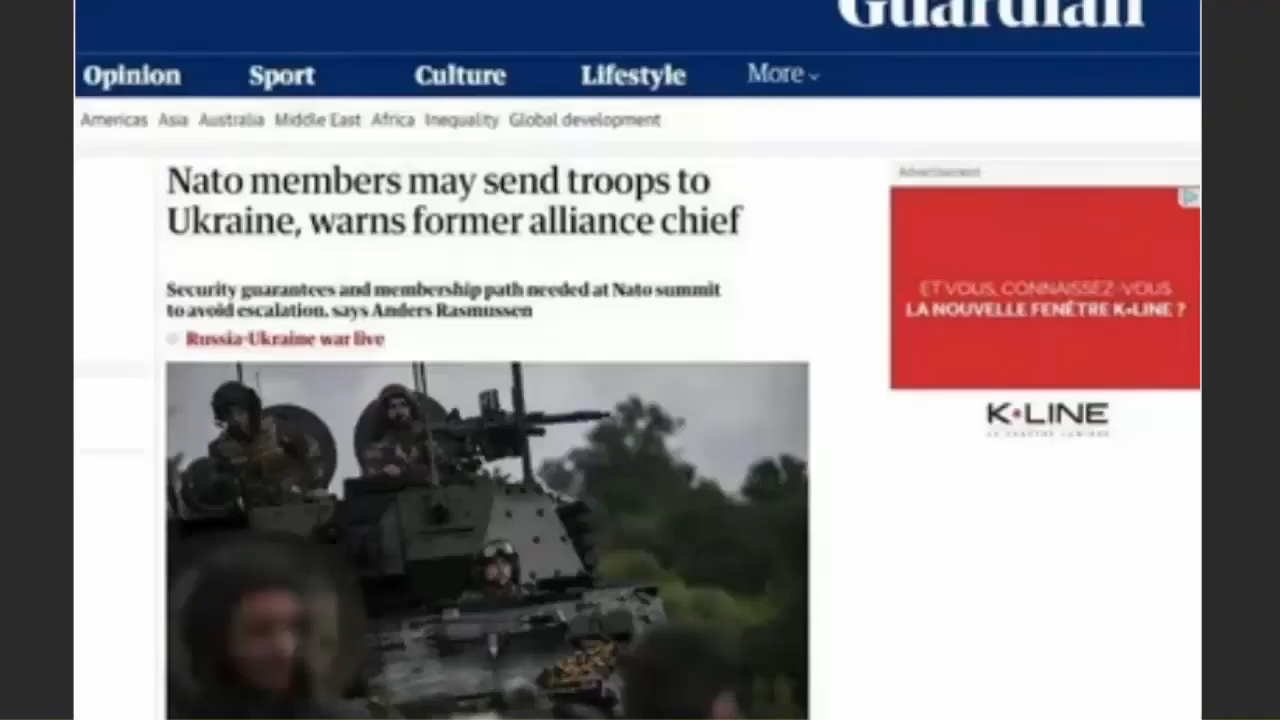 Guardian
Opinion Sport Culture Lifestyle More
Americas Asia Australia Middle East Africa Inequality Global development
Nato members may send troops to
Ukraine, warns former alliance chief
Security guarantees and membership path needed at Nato summit
to avoid escalation, says Anders Rasmussen
Russia-Ukraine war live
Advertisement
ET VOUS, CONNAISSEZ-VOUS
LA NOUVELLE FENÊTRE K•LINE ?
K•LINE